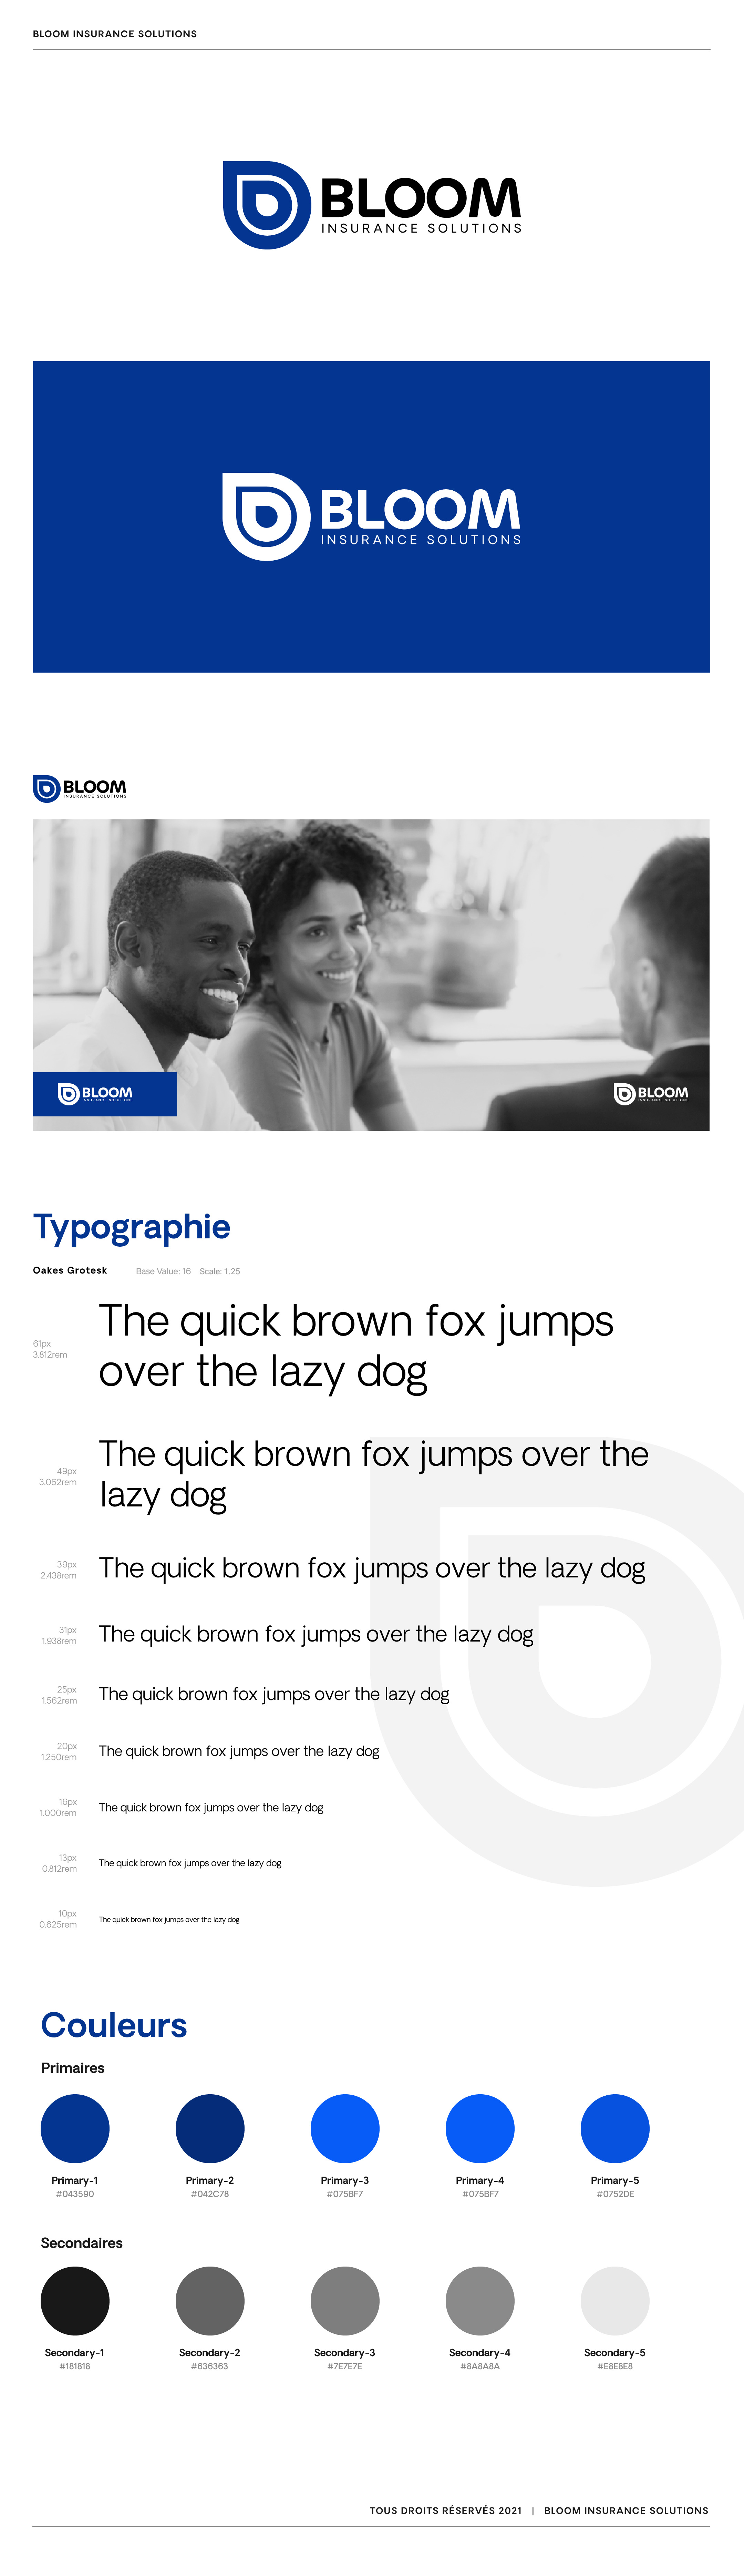 BLOOM INSURANCE SOLUTIONS
BLOOM
INSURANCE SOLUTIONS
BLOOM
INSURANCE SOLUTIONS
BLOOM
INSURANCE SOLUTIONS
BLOOM
INSURANCE SOLUTIONS
BLOOM
INSURANCE SOLUTIONS
Typographie
Oakes Grotesk Base Value: 16 Scale: 1.25
61px
3.812rem
The quick brown fox jumps
over the lazy dog
49px
3.062rem
The quick brown fox jumps over the
lazy dog
39px
2.438rem
The quick brown fox jumps over the lazy dog
31px
1.938rem
The quick brown fox jumps over the lazy dog
25px
1.562rem
The quick brown fox jumps over the lazy dog
20px
1.250rem
The quick brown fox jumps over the lazy dog
16px
1.000rem
The quick brown fox jumps over the lazy dog
13px
0.812rem
The quick brown fox jumps over the lazy dog
10px
0.625rem
The quick brown fox jumps over the lazy dog
Couleurs
Primaires
Primary-1 Primary-2 Primary-3 Primary-4 Primary-5
#043590 #042C78 #075BF7 #075BF7 #0752DE
Secondaires
Secondary-1 Secondary-2 Secondary-3 Secondary-4 Secondary-5
#181818 #636363 #7E7E7E #8A8A8A #E8E8E8
TOUS DROITS RÉSERVÉS 2021 | BLOOM INSURANCE SOLUTIONS